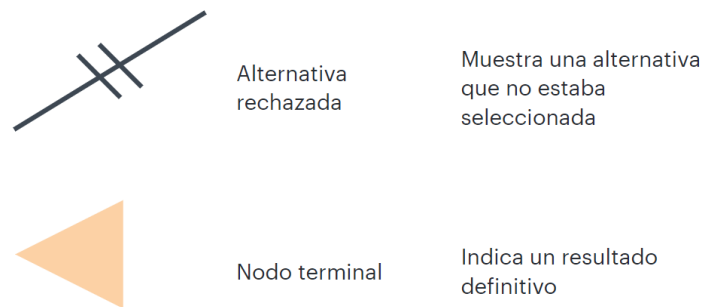 Alternativa
rechazada
Muestra una alternativa
que no estaba
seleccionada
Nodo terminal
Indica un resultado
definitivo